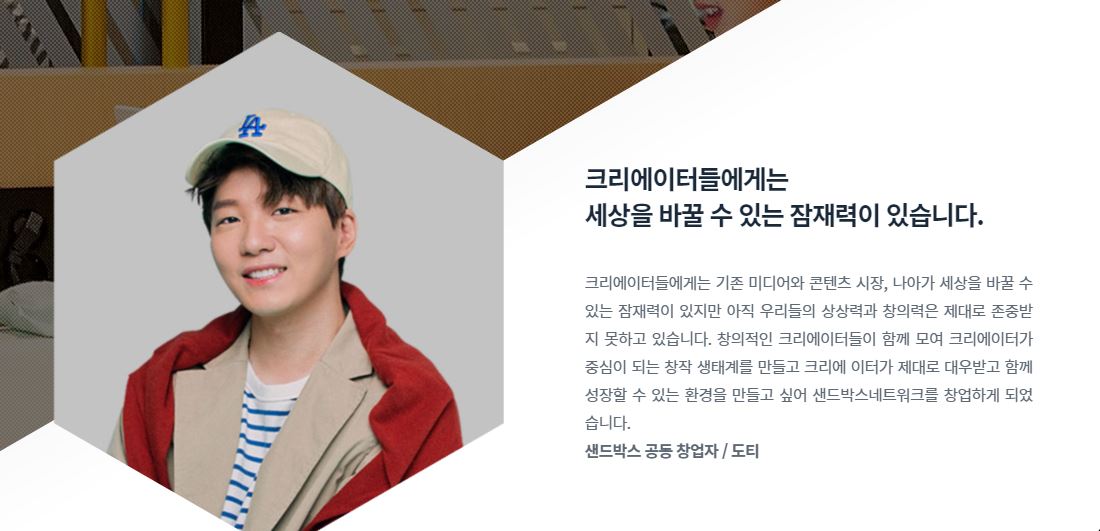 LA
크리에이터들에게는
세상을 바꿀 수 있는 잠재력이 있습니다.
크리에이터들에게는 기존 미디어와 콘텐츠 시장, 나아가 세상을 바꿀 수
있는 잠재력이 있지만 아직 우리들의 상상력과 창의력은 제대로 존중받
지 못하고 있습니다. 창의적인 크리에이터들이 함께 모여 크리에이터가
중심이 되는 창작 생태계를 만들고 크리에 이터가 제대로 대우받고 함께
성장할 수 있는 환경을 만들고 싶어 샌드박스네트워크를 창업하게 되었
습니다.
샌드박스 공동 창업자 / 도티